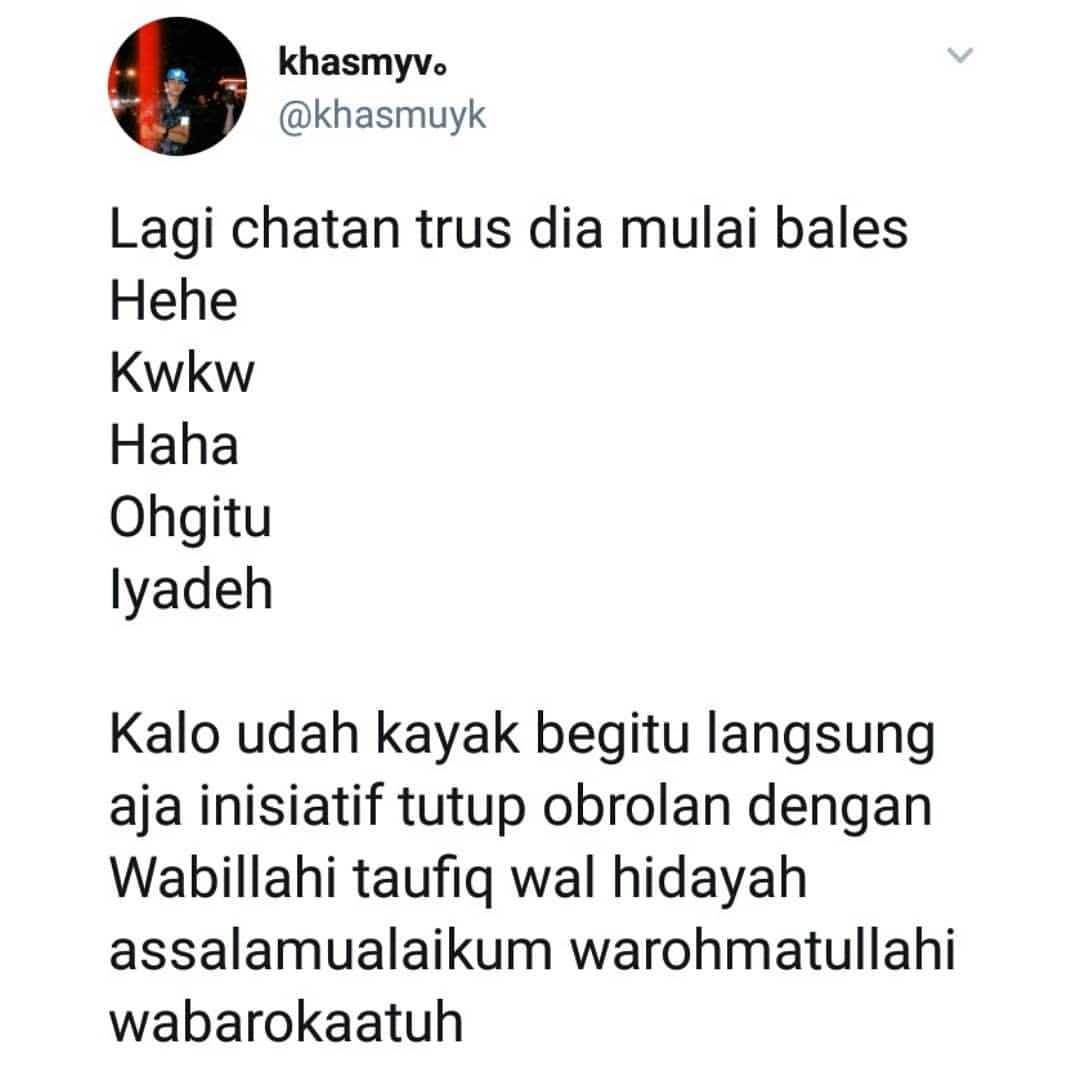 khasmyv。
@khasmuyk
Lagi chatan trus dia mulai bales
Hehe
Kwkw
Haha
Ohgitu
Iyadeh
Kalo udah kayak begitu langsung
aja inisiatif tutup obrolan dengan
Wabillahi taufiq wal hidayah
assalamualaikum warohmatullahi
wabarokaatuh